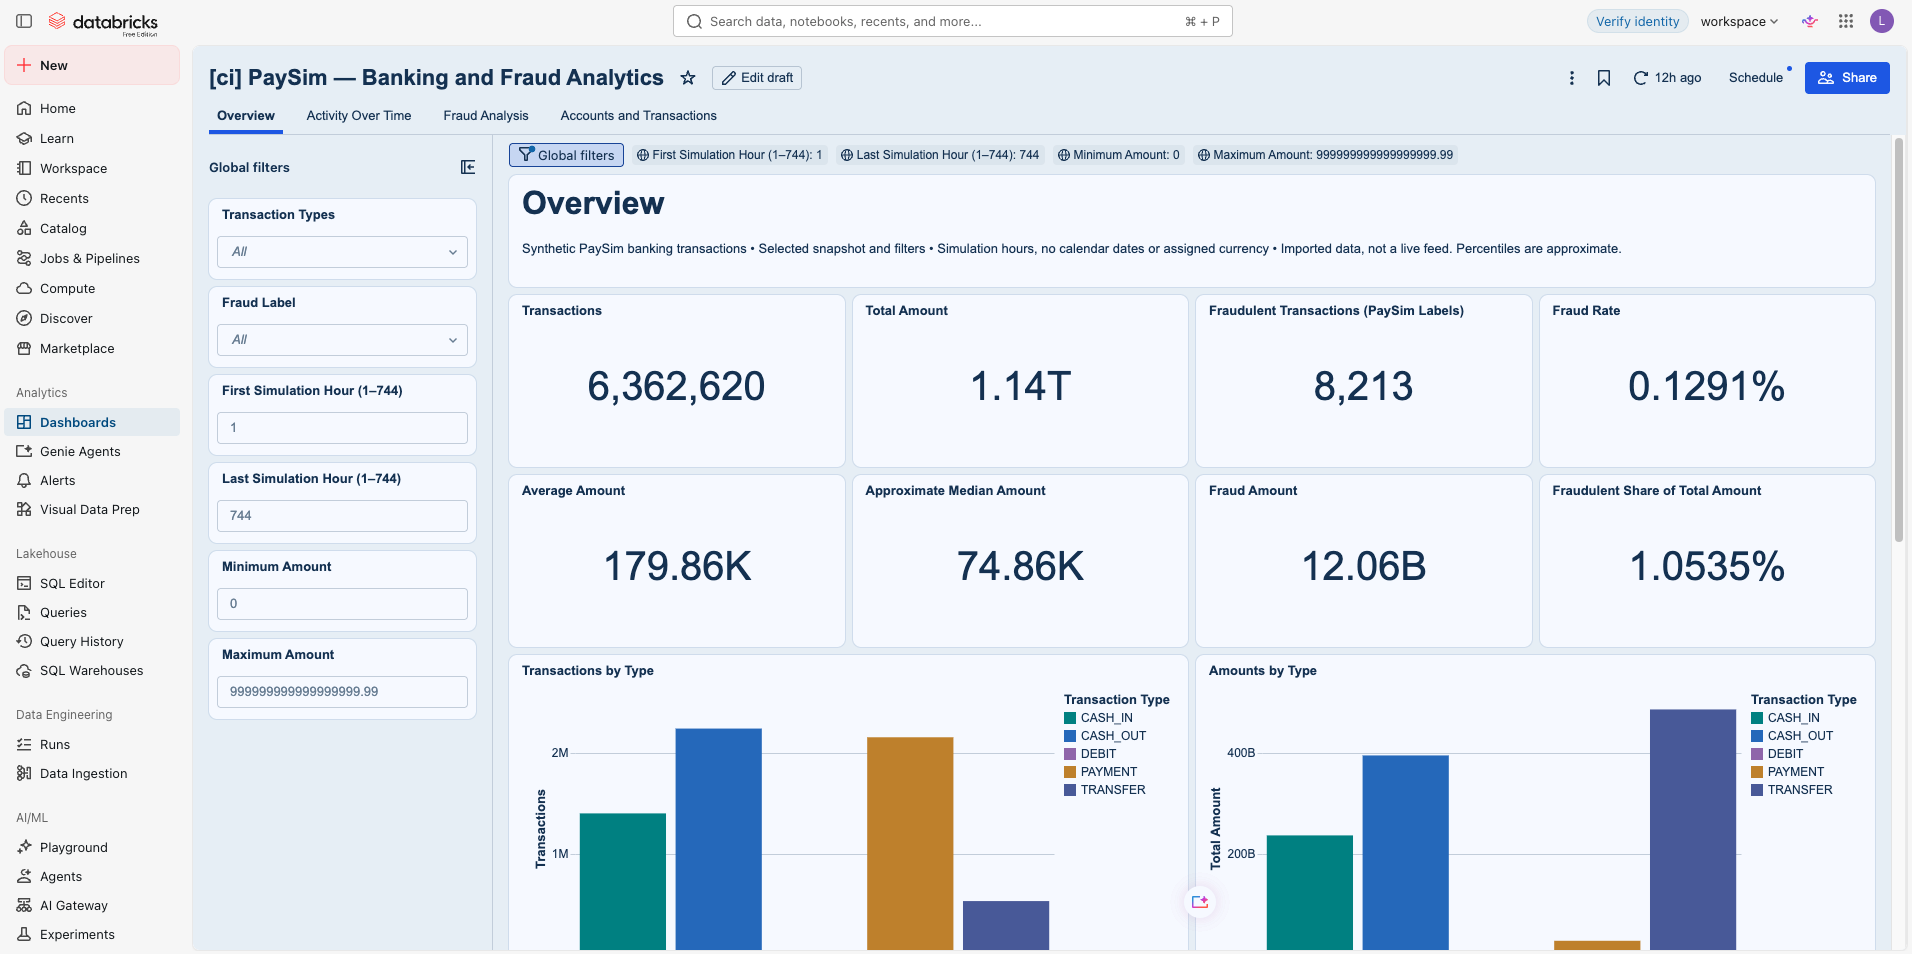 databricks
Free Edition
Search data, notebooks, recents, and more...
⌘ + P
Verify identity
workspace
L
New
Home
Learn
Workspace
Recents
Catalog
Jobs & Pipelines
Compute
Discover
Marketplace
Analytics
Dashboards
Genie Agents
Alerts
Visual Data Prep
Lakehouse
SQL Editor
Queries
Query History
SQL Warehouses
Data Engineering
Runs
Data Ingestion
AI/ML
Playground
Agents
AI Gateway
Experiments
[ci] PaySim — Banking and Fraud Analytics
Edit draft
12h ago
Schedule
Share
Overview
Activity Over Time
Fraud Analysis
Accounts and Transactions
Global filters
Transaction Types
All
Fraud Label
All
First Simulation Hour (1–744)
1
Last Simulation Hour (1–744)
744
Minimum Amount
0
Maximum Amount
999999999999999999.99
Global filters
First Simulation Hour (1–744): 1
Last Simulation Hour (1–744): 744
Minimum Amount: 0
Maximum Amount: 999999999999999999.99
Overview
Synthetic PaySim banking transactions • Selected snapshot and filters • Simulation hours, no calendar dates or assigned currency • Imported data, not a live feed. Percentiles are approximate.
Transactions
6,362,620
Total Amount
1.14T
Fraudulent Transactions (PaySim Labels)
8,213
Fraud Rate
0.1291%
Average Amount
179.86K
Approximate Median Amount
74.86K
Fraud Amount
12.06B
Fraudulent Share of Total Amount
1.0535%
Transactions by Type
Transactions
2M
1M
Transaction Type
CASH_IN
CASH_OUT
DEBIT
PAYMENT
TRANSFER
Amounts by Type
Total Amount
400B
200B
Transaction Type
CASH_IN
CASH_OUT
DEBIT
PAYMENT
TRANSFER